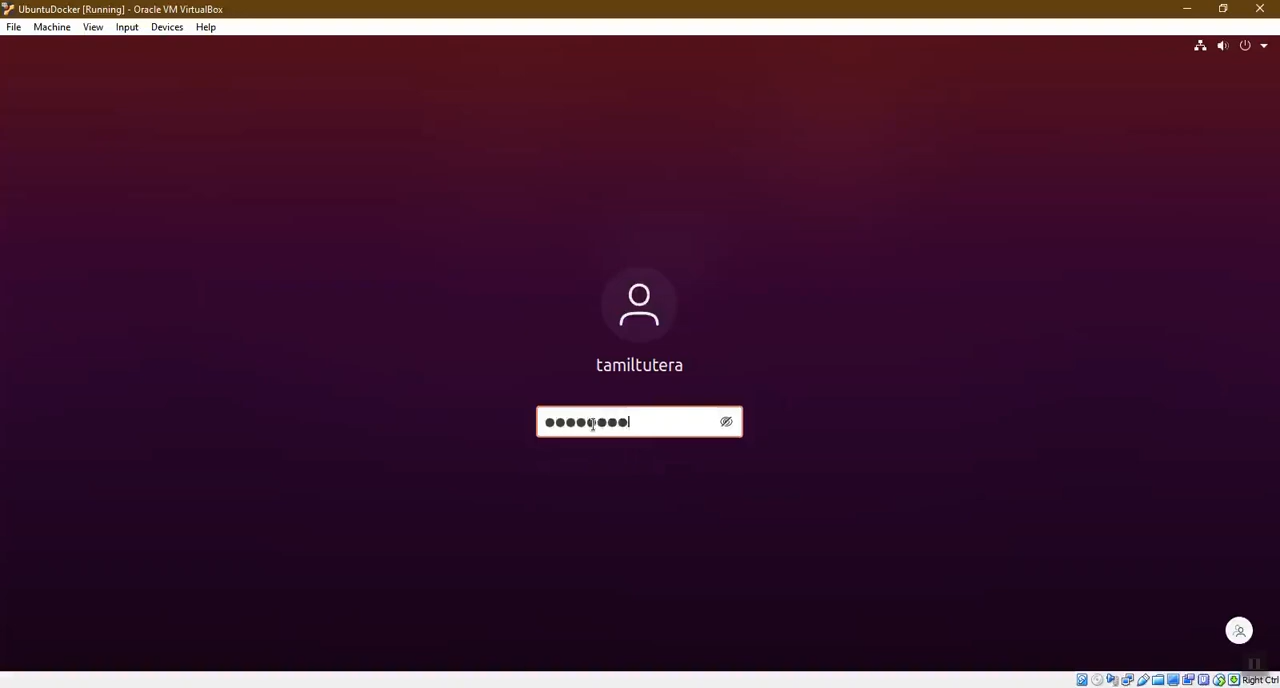 UbuntuDocker [Running] - Oracle VM VirtualBox
File Machine View Input Devices Help
tamiltutera
Right Ctrl